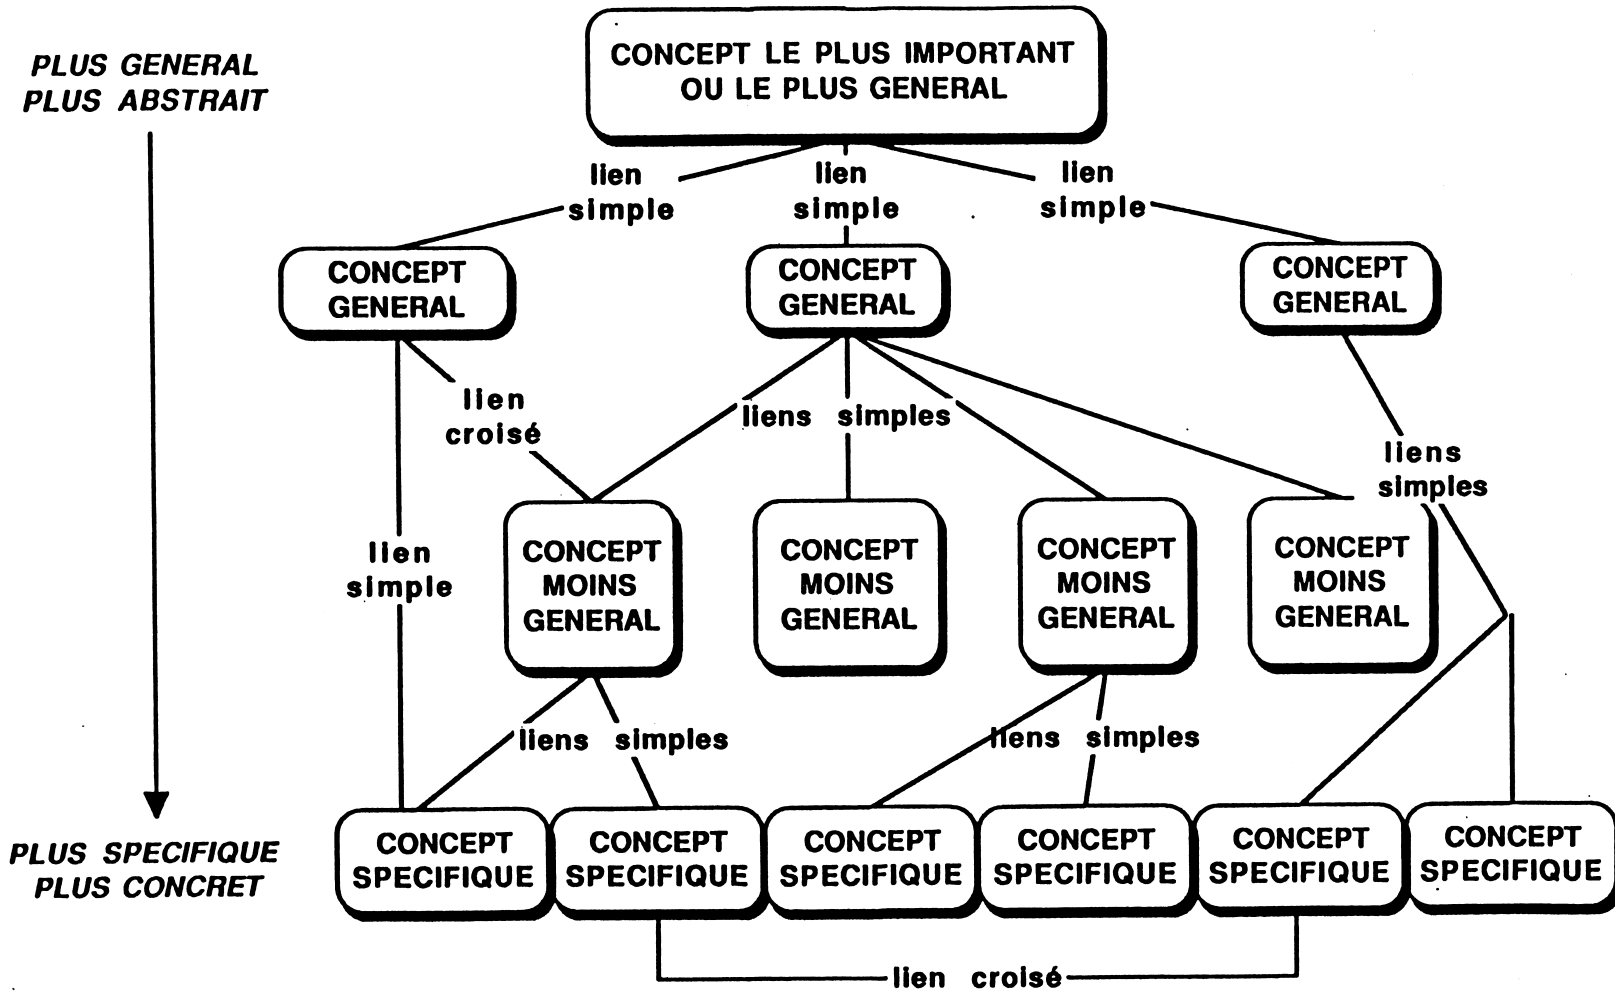 PLUS GENERAL
PLUS ABSTRAIT
CONCEPT LE PLUS IMPORTANT
OU LE PLUS GENERAL
lien
simple
lien
simple
lien
simple
CONCEPT
GENERAL
CONCEPT
GENERAL
CONCEPT
GENERAL
lien
croisé
liens simples
liens
simples
lien
simple
CONCEPT
MOINS
GENERAL
CONCEPT
MOINS
GENERAL
CONCEPT
MOINS
GENERAL
CONCEPT
MOINS
GENERAL
liens simples
liens simples
PLUS SPECIFIQUE
PLUS CONCRET
CONCEPT
SPECIFIQUE
CONCEPT
SPECIFIQUE
CONCEPT
SPECIFIQUE
CONCEPT
SPECIFIQUE
CONCEPT
SPECIFIQUE
CONCEPT
SPECIFIQUE
lien croisé